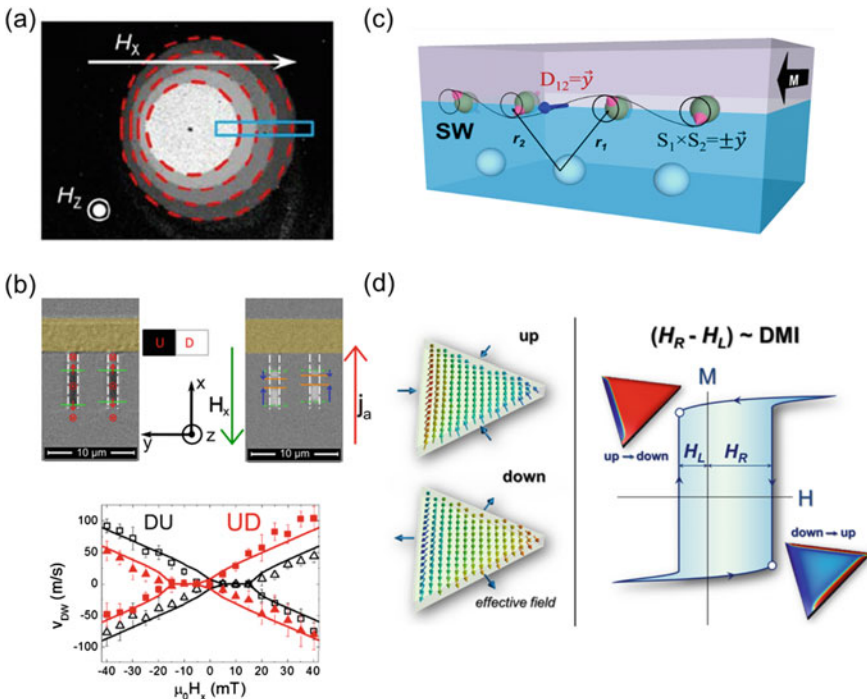 (a)
Hx
Hz
(b)
U D
x
y z
Hx
ja
10 μm
10 μm
DU UD
100
50
0
-50
-100
vDW (m/s)
-40 -30 -20 -10 0 10 20 30 40
μ0Hx (mT)
(c)
D12=y⃗
M
SW
r2 r1
S1×S2=±y⃗
(d)
up
down
effective field
(HR - HL) ~ DMI
M
up → down
HL HR
H
down → up